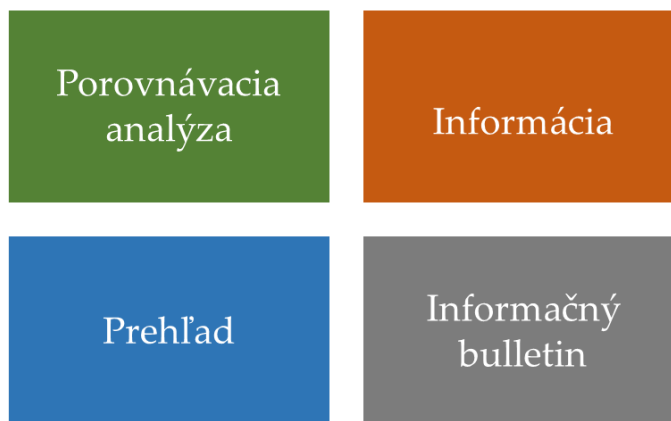 Porovnávacia
analýza
Informácia
Prehľad
Informačný
bulletin